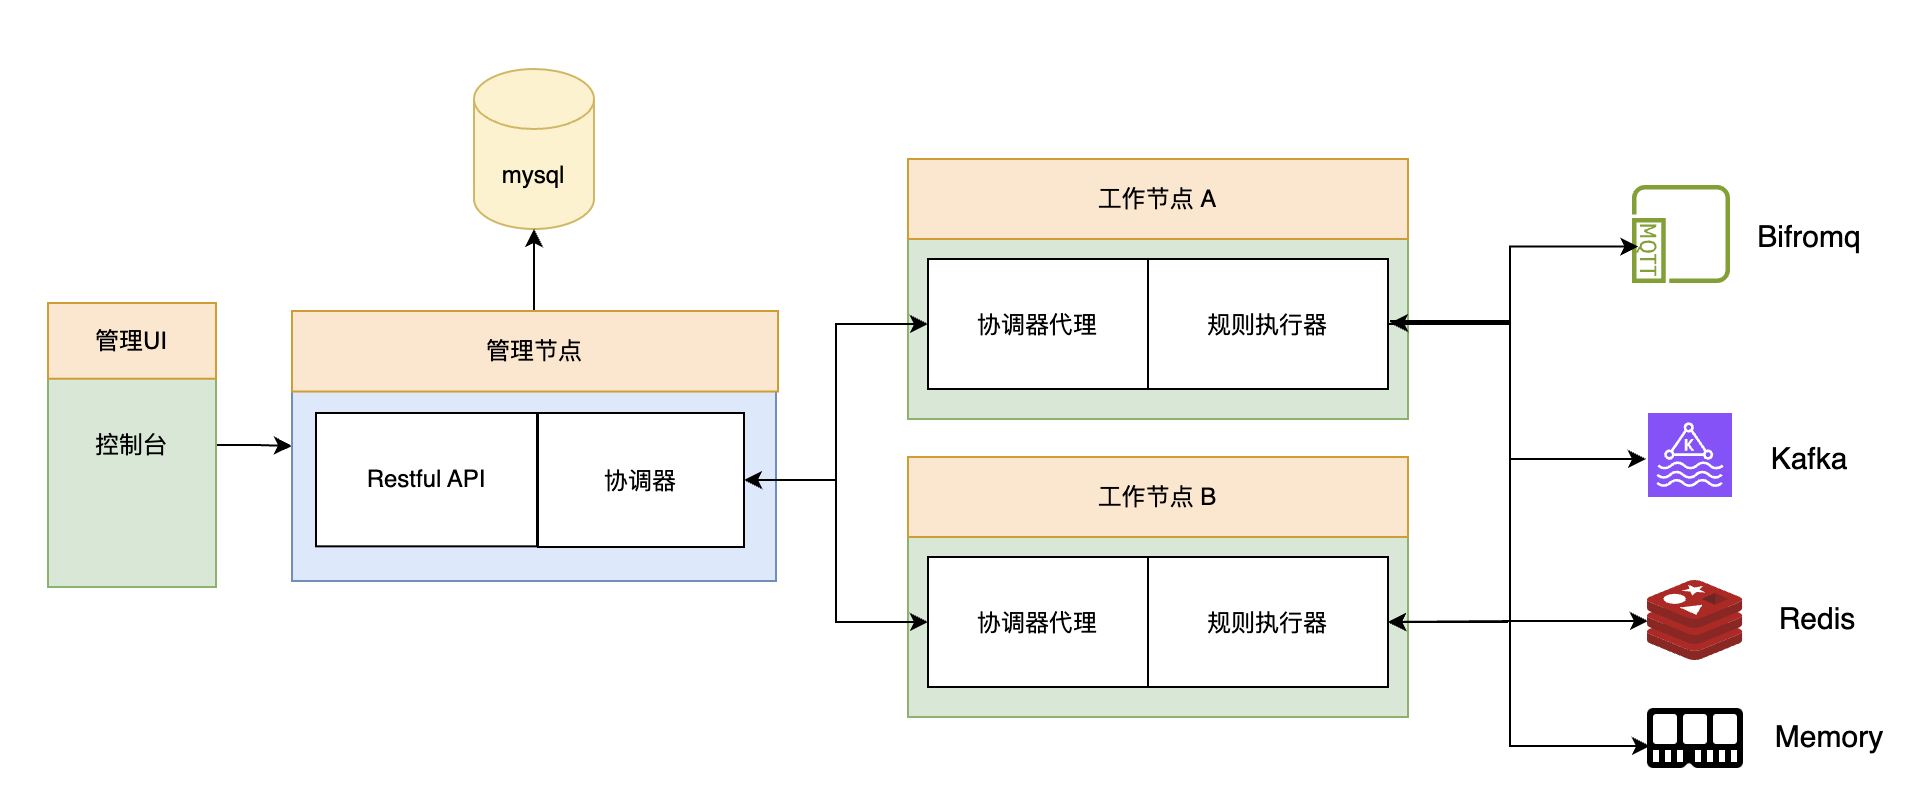 mysql
管理UI
控制台
管理节点
Restful API
协调器
工作节点 A
协调器代理
规则执行器
工作节点 B
协调器代理
规则执行器
MQTT
Bifromq
K
Kafka
Redis
Memory